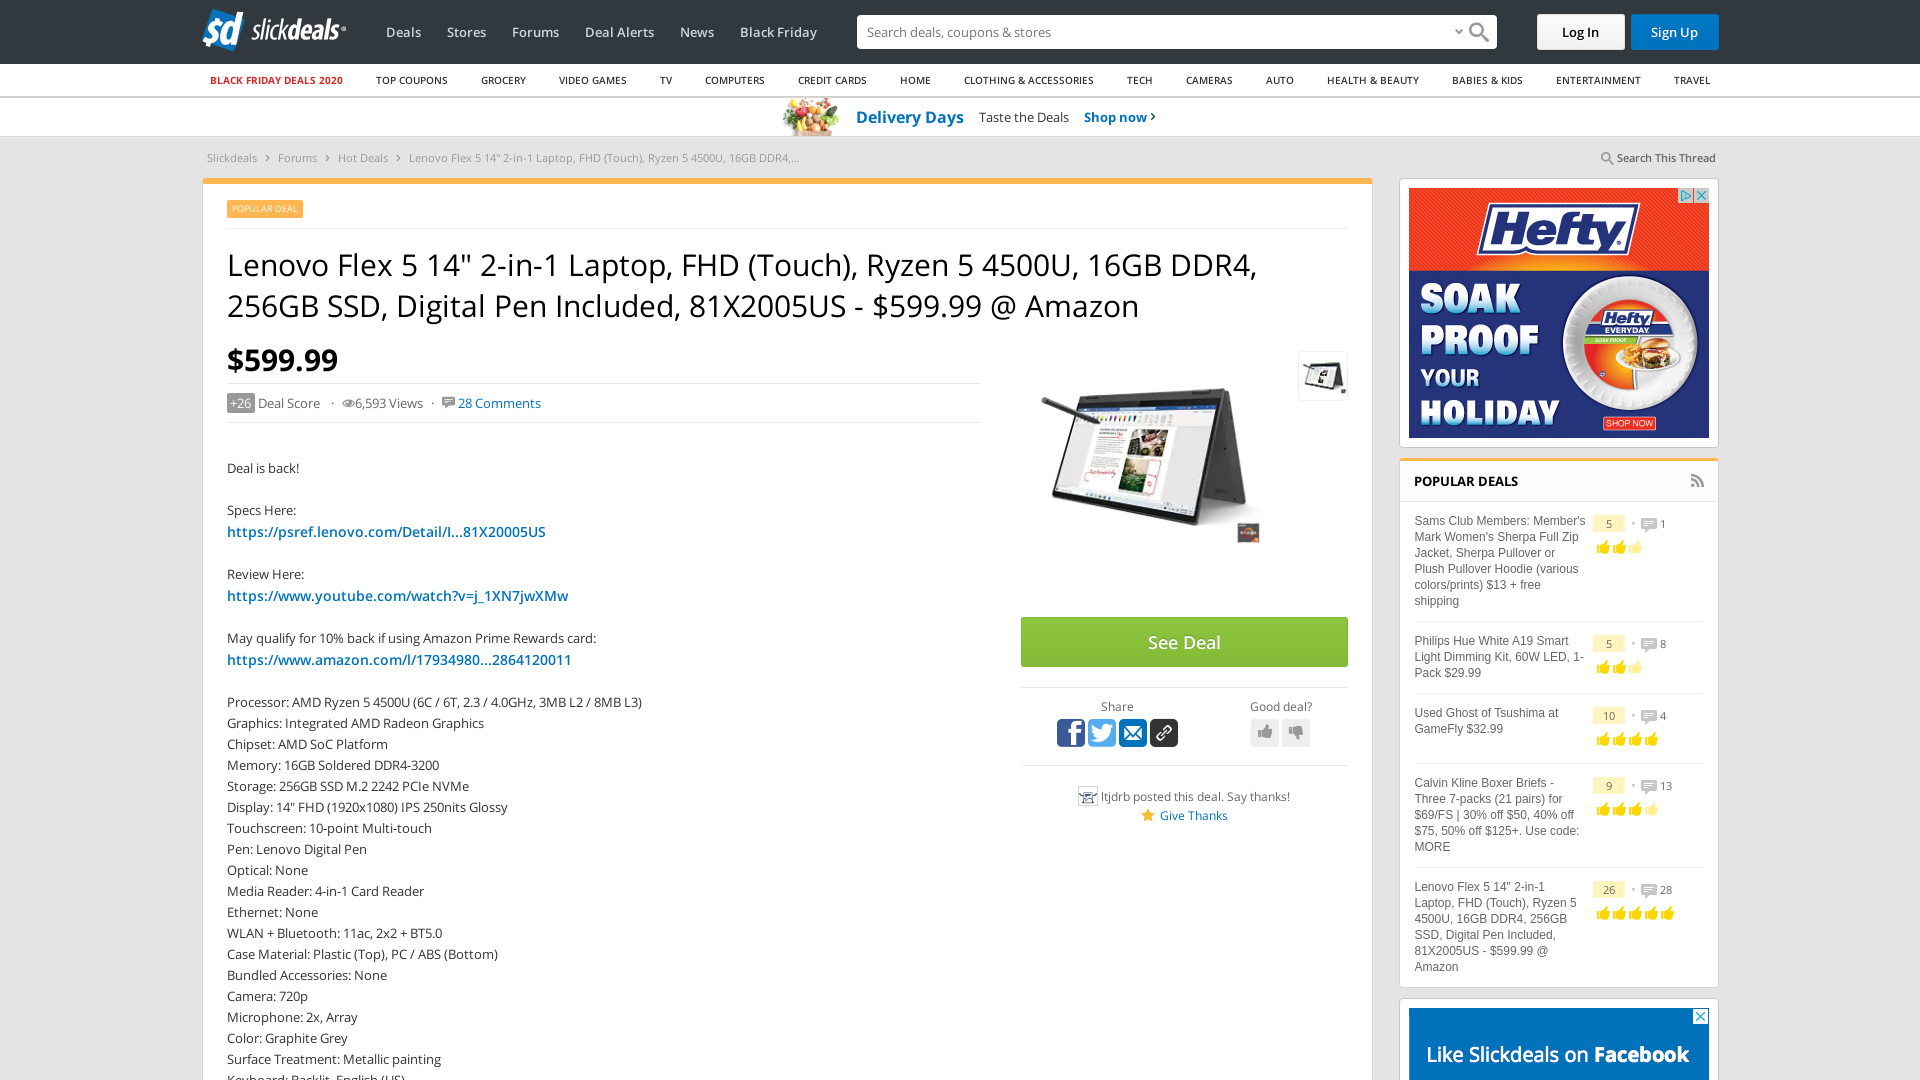 slickdeals
Deals
Stores
Forums
Deal Alerts
News
Black Friday
Search deals, coupons & stores
Log In
Sign Up
BLACK FRIDAY DEALS 2020
TOP COUPONS
GROCERY
VIDEO GAMES
TV
COMPUTERS
CREDIT CARDS
HOME
CLOTHING & ACCESSORIES
TECH
CAMERAS
AUTO
HEALTH & BEAUTY
BABIES & KIDS
ENTERTAINMENT
TRAVEL
Delivery Days Taste the Deals Shop now
Slickdeals > Forums > Hot Deals > Lenovo Flex 5 14" 2-in-1 Laptop, FHD (Touch), Ryzen 5 4500U, 16GB DDR4,...
Search This Thread
POPULAR DEAL
Lenovo Flex 5 14" 2-in-1 Laptop, FHD (Touch), Ryzen 5 4500U, 16GB DDR4,
256GB SSD, Digital Pen Included, 81X2005US - $599.99 @ Amazon
$599.99
+26 Deal Score · 6,593 Views · 28 Comments
Deal is back!
Specs Here:
https://psref.lenovo.com/Detail/I...81X20005US
Review Here:
https://www.youtube.com/watch?v=j_1XN7jwXMw
May qualify for 10% back if using Amazon Prime Rewards card:
https://www.amazon.com/l/17934980...2864120011
Processor: AMD Ryzen 5 4500U (6C / 6T, 2.3 / 4.0GHz, 3MB L2 / 8MB L3)
Graphics: Integrated AMD Radeon Graphics
Chipset: AMD SoC Platform
Memory: 16GB Soldered DDR4-3200
Storage: 256GB SSD M.2 2242 PCIe NVMe
Display: 14" FHD (1920x1080) IPS 250nits Glossy
Touchscreen: 10-point Multi-touch
Pen: Lenovo Digital Pen
Optical: None
Media Reader: 4-in-1 Card Reader
Ethernet: None
WLAN + Bluetooth: 11ac, 2x2 + BT5.0
Case Material: Plastic (Top), PC / ABS (Bottom)
Bundled Accessories: None
Camera: 720p
Microphone: 2x, Array
Color: Graphite Grey
Surface Treatment: Metallic painting
Keyboard: Backlit, English (US)
See Deal
Share
Good deal?
ltjdrb posted this deal. Say thanks!
Give Thanks
Hefty
SOAK
PROOF
YOUR
HOLIDAY
Hefty
EVERYDAY
SOAK PROOF
SHOP NOW
POPULAR DEALS
Sams Club Members: Member's
Mark Women's Sherpa Full Zip
Jacket, Sherpa Pullover or
Plush Pullover Hoodie (various
colors/prints) $13 + free
shipping
5 • 1
Philips Hue White A19 Smart
Light Dimming Kit, 60W LED, 1-
Pack $29.99
5 • 8
Used Ghost of Tsushima at
GameFly $32.99
10 • 4
Calvin Kline Boxer Briefs -
Three 7-packs (21 pairs) for
$69/FS | 30% off $50, 40% off
$75, 50% off $125+. Use code:
MORE
9 • 13
Lenovo Flex 5 14" 2-in-1
Laptop, FHD (Touch), Ryzen 5
4500U, 16GB DDR4, 256GB
SSD, Digital Pen Included,
81X2005US - $599.99 @
Amazon
26 • 28
Like Slickdeals on Facebook